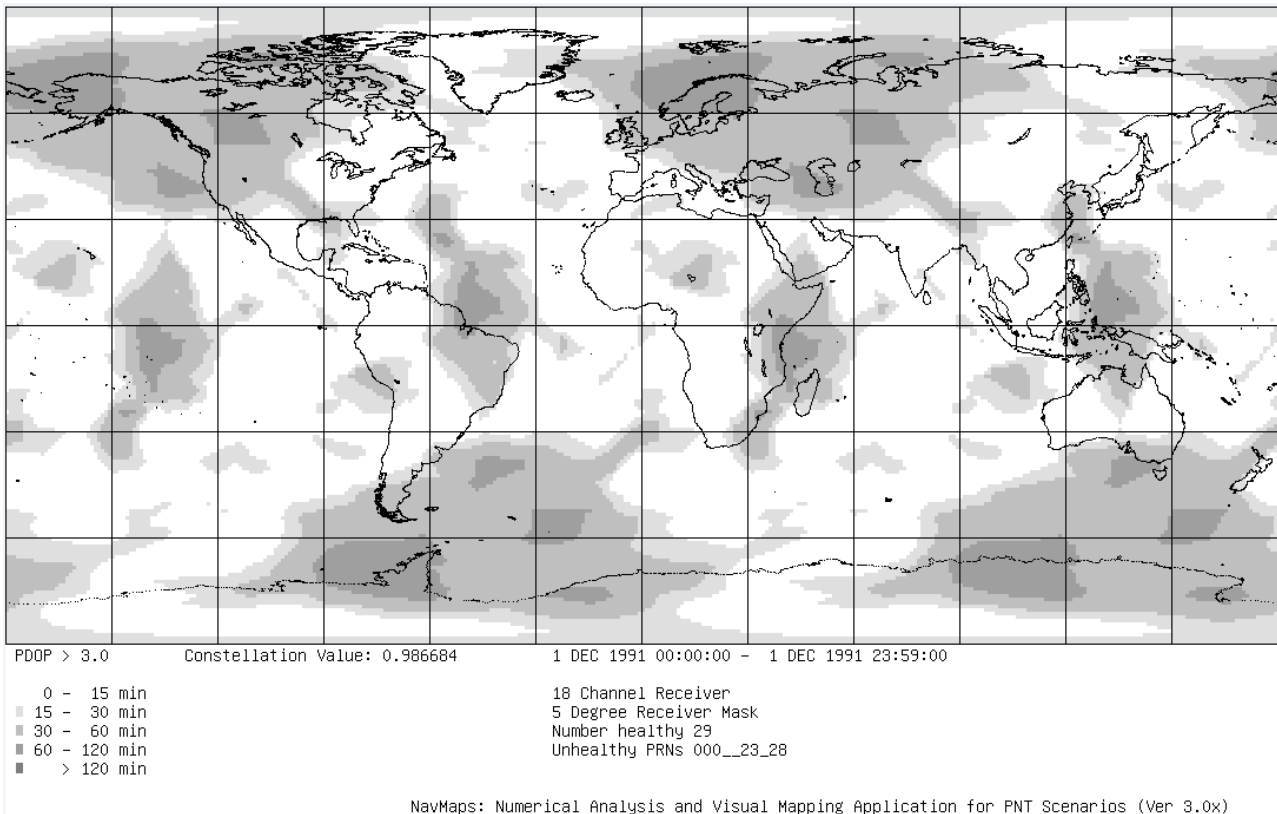 PDOP > 3.0 Constellation Value: 0.986684 1 DEC 1991 00:00:00 - 1 DEC 1991 23:59:00
0 - 15 min 18 Channel Receiver
15 - 30 min 5 Degree Receiver Mask
30 - 60 min Number healthy 29
60 - 120 min Unhealthy PRNs 000__23_28
> 120 min
NavMaps: Numerical Analysis and Visual Mapping Application for PNT Scenarios (Ver 3.0x)